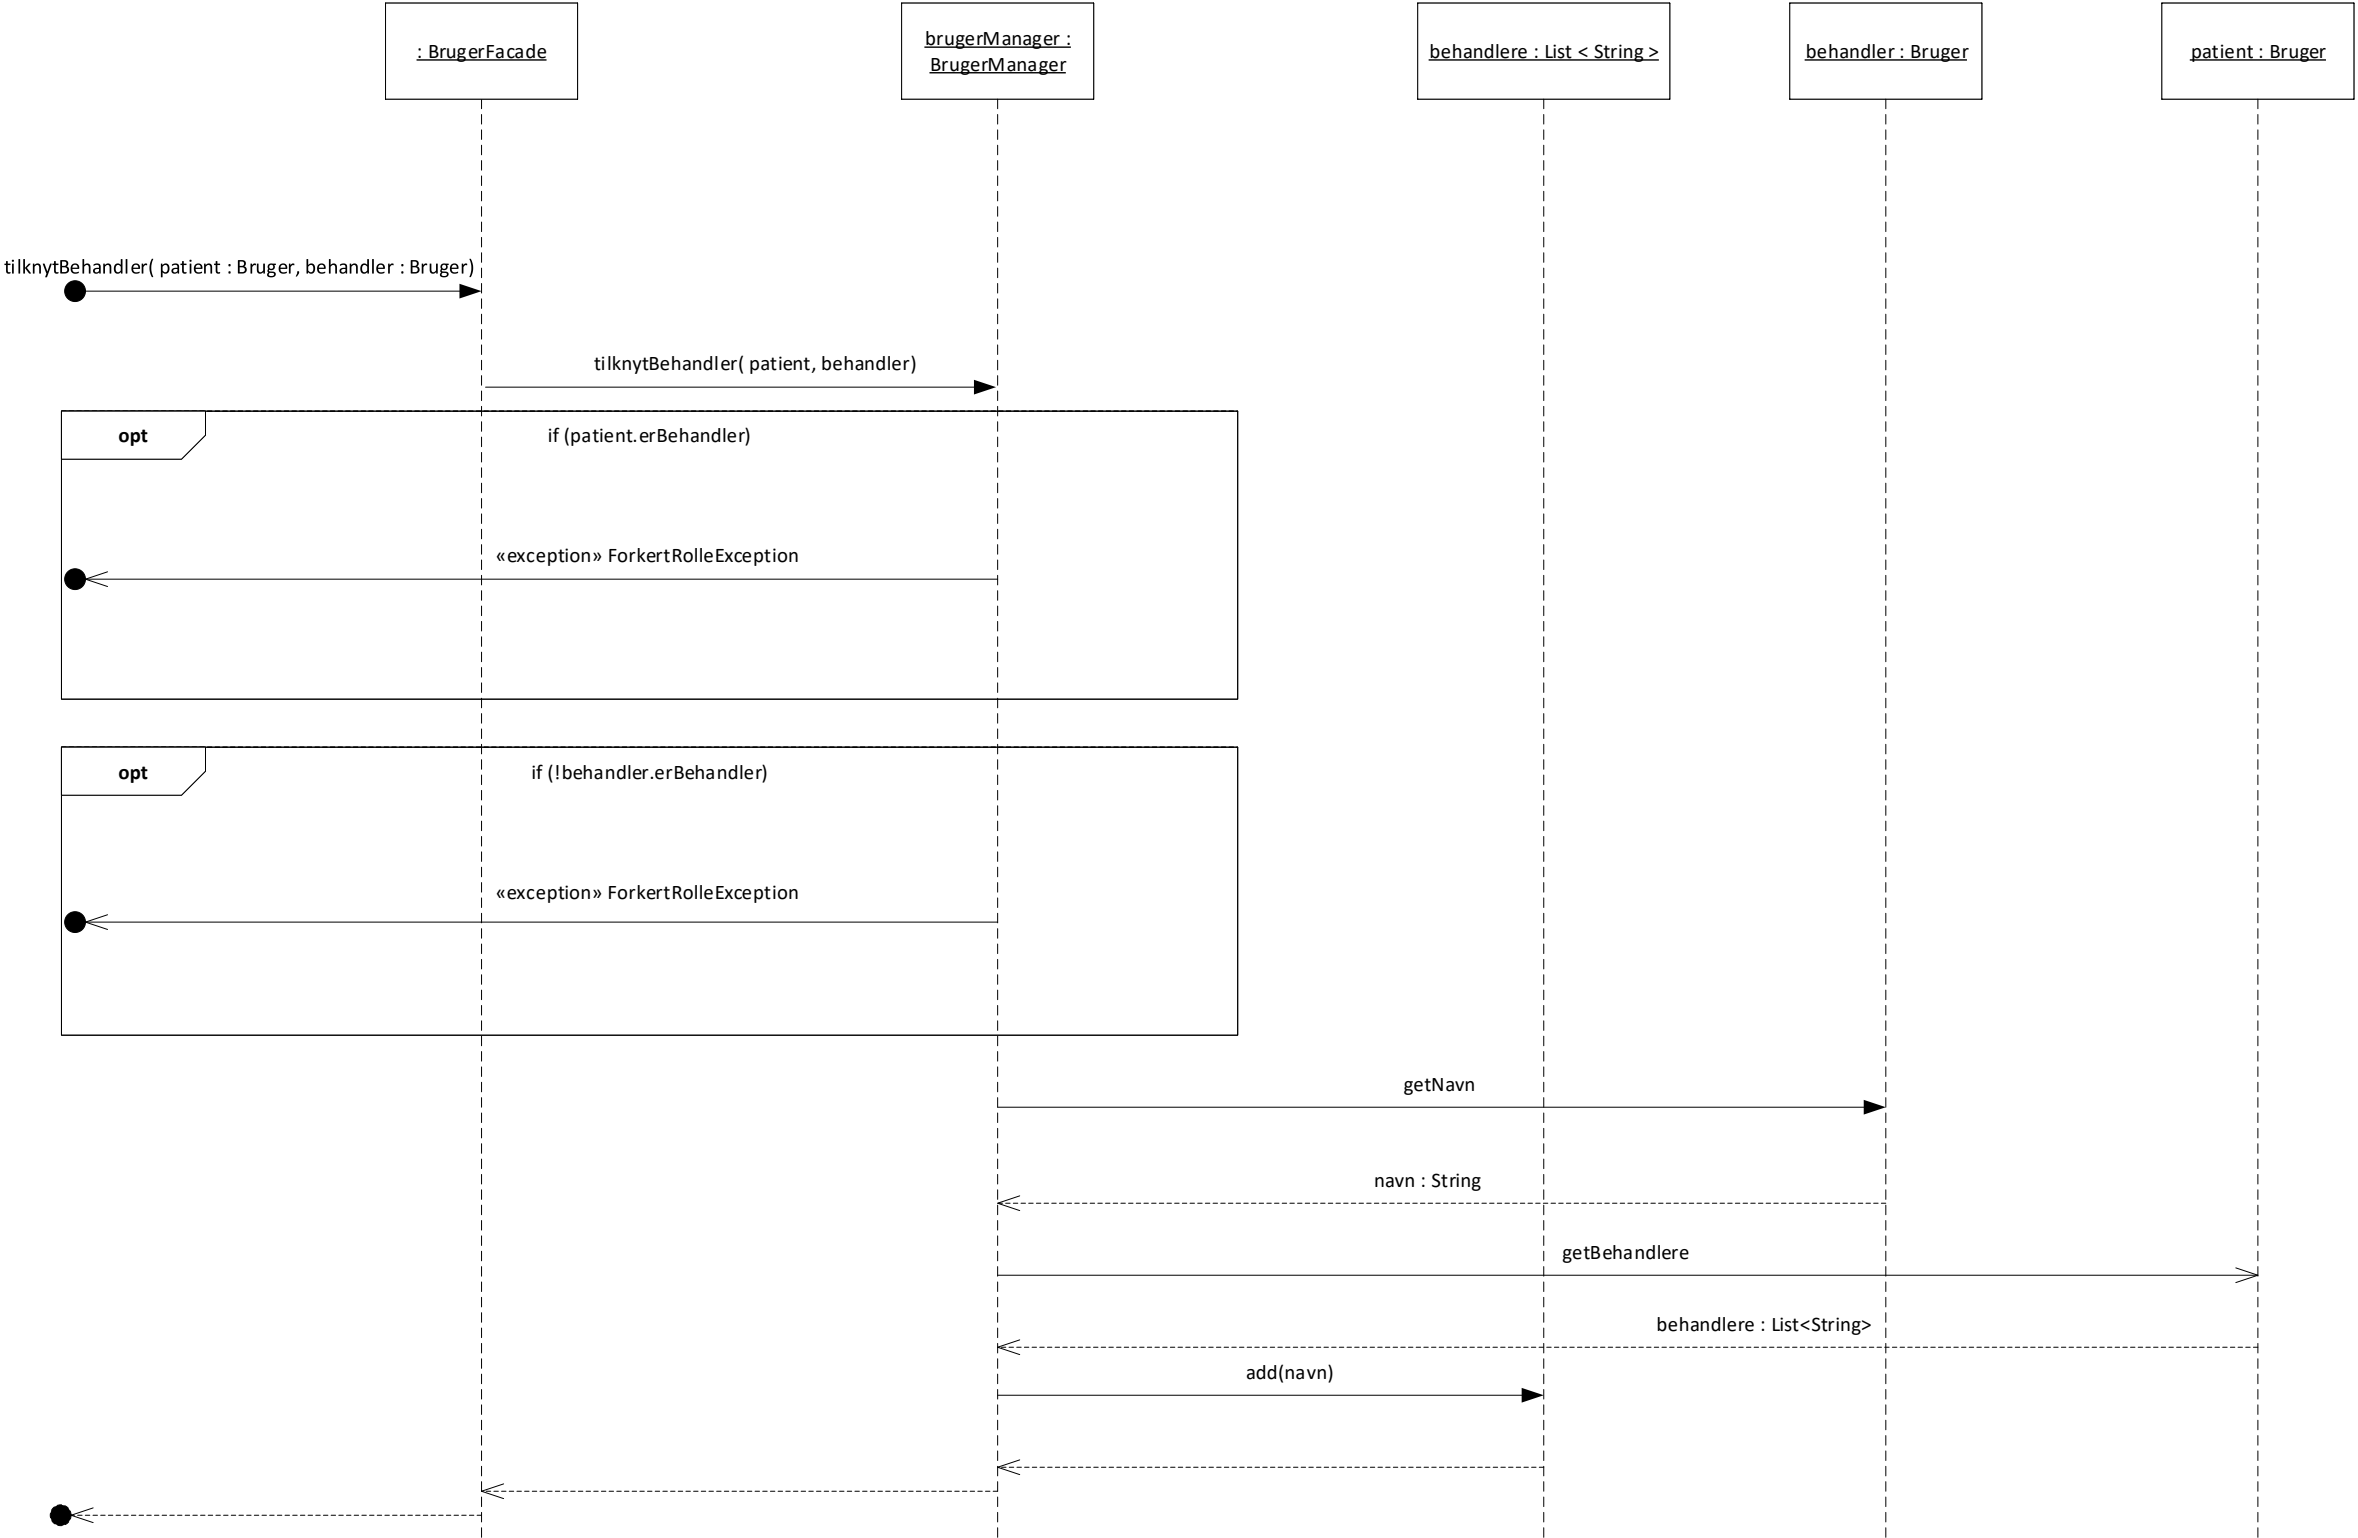 : BrugerFacade
brugerManager :
BrugerManager
behandlere : List < String >
behandler : Bruger
patient : Bruger
tilknytBehandler( patient : Bruger, behandler : Bruger)
tilknytBehandler( patient, behandler)
opt
if (patient.erBehandler)
«exception» ForkertRolleException
opt
if (!behandler.erBehandler)
«exception» ForkertRolleException
getNavn
navn : String
getBehandlere
behandlere : List<String>
add(navn)